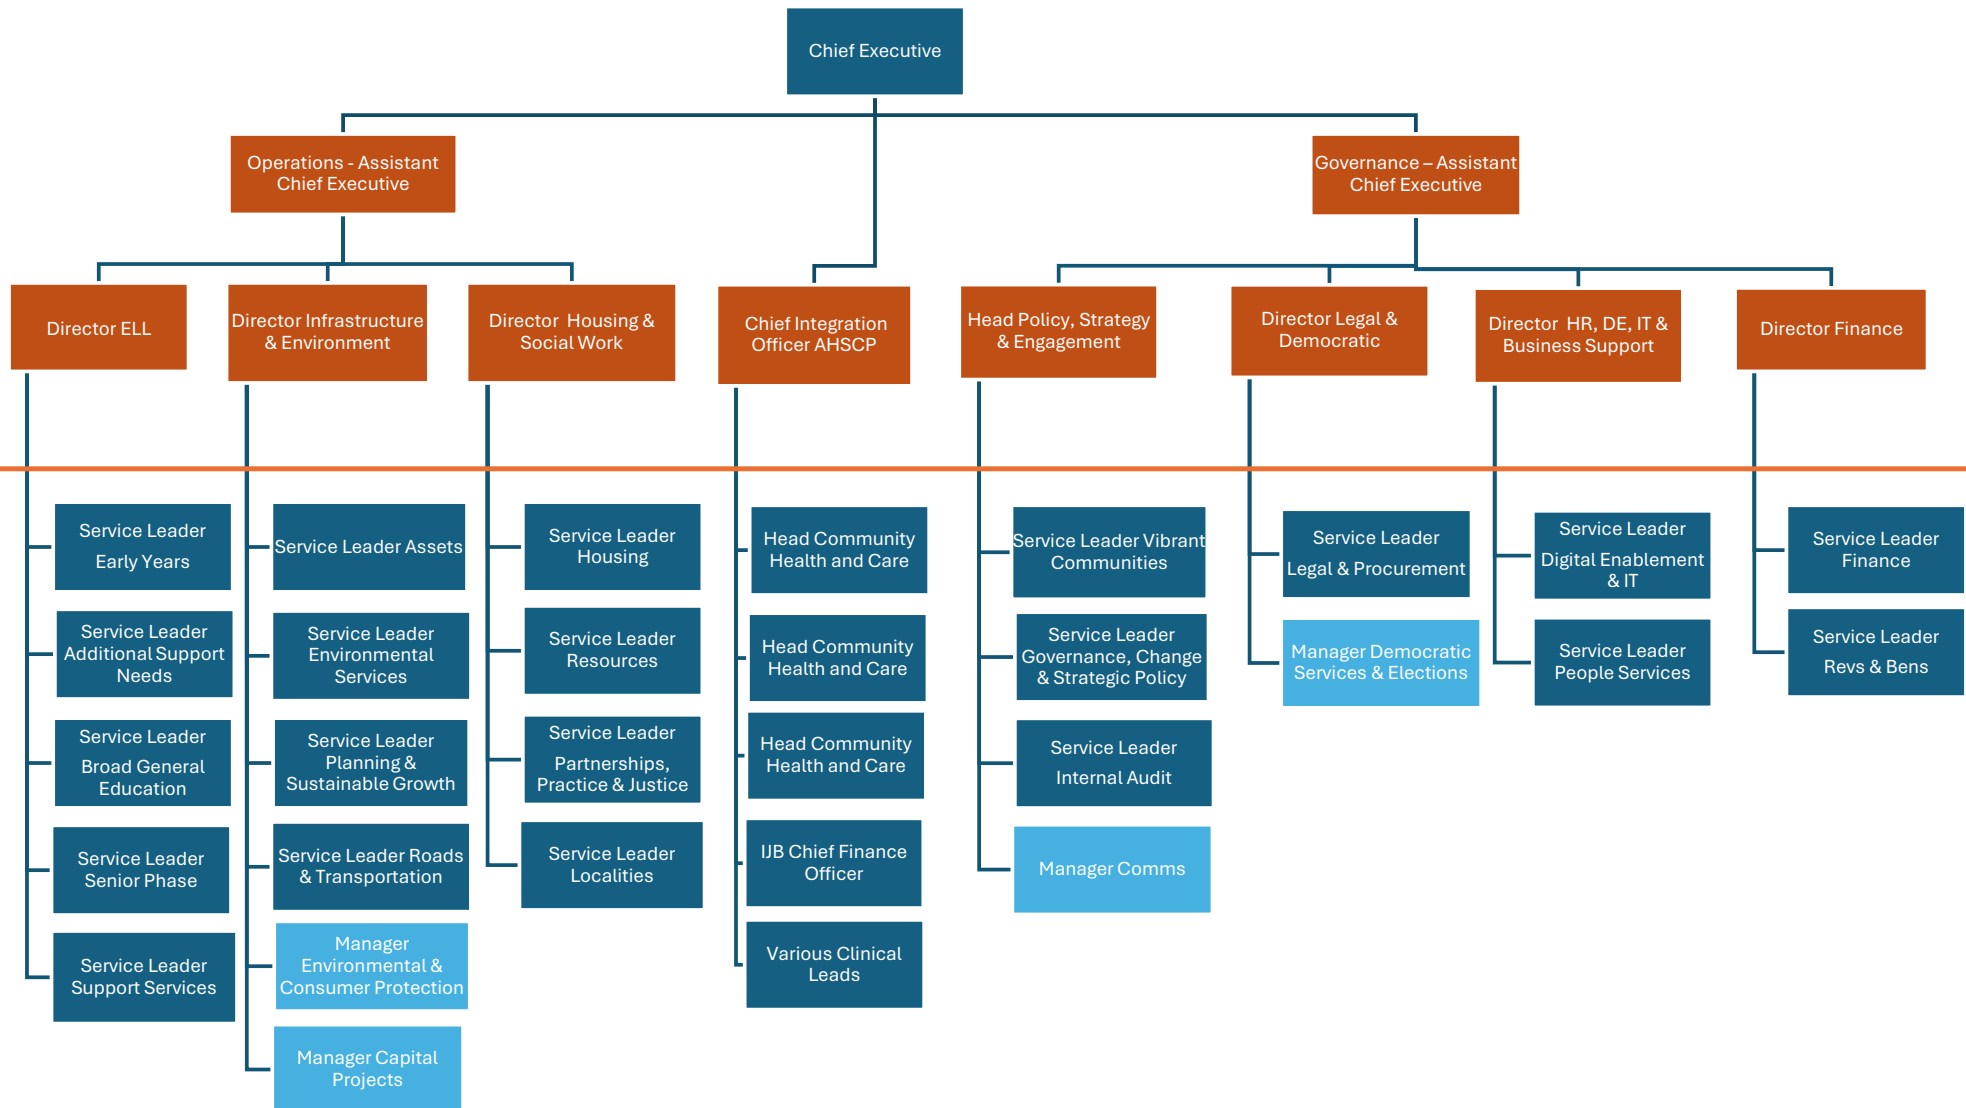 Chief Executive
Operations - Assistant
Chief Executive
Governance – Assistant
Chief Executive
Director ELL
Director Infrastructure
& Environment
Director  Housing &
Social Work
Chief Integration
Officer AHSCP
Head Policy, Strategy
& Engagement
Director Legal &
Democratic
Director  HR, DE, IT &
Business Support
Director Finance
Service Leader
Early Years
Service Leader
Additional Support
Needs
Service Leader
Broad General
Education
Service Leader
Senior Phase
Service Leader
Support Services
Service Leader Assets
Service Leader
Environmental
Services
Service Leader
Planning &
Sustainable Growth
Service Leader Roads
& Transportation
Manager
Environmental &
Consumer Protection
Manager Capital
Projects
Service Leader
Housing
Service Leader
Resources
Service Leader
Partnerships,
Practice & Justice
Service Leader
Localities
Head Community
Health and Care
Head Community
Health and Care
Head Community
Health and Care
IJB Chief Finance
Officer
Various Clinical
Leads
Service Leader Vibrant
Communities
Service Leader
Governance, Change
& Strategic Policy
Service Leader
Internal Audit
Manager Comms
Service Leader
Legal & Procurement
Manager Democratic
Services & Elections
Service Leader
Digital Enablement
& IT
Service Leader
People Services
Service Leader
Finance
Service Leader
Revs & Bens